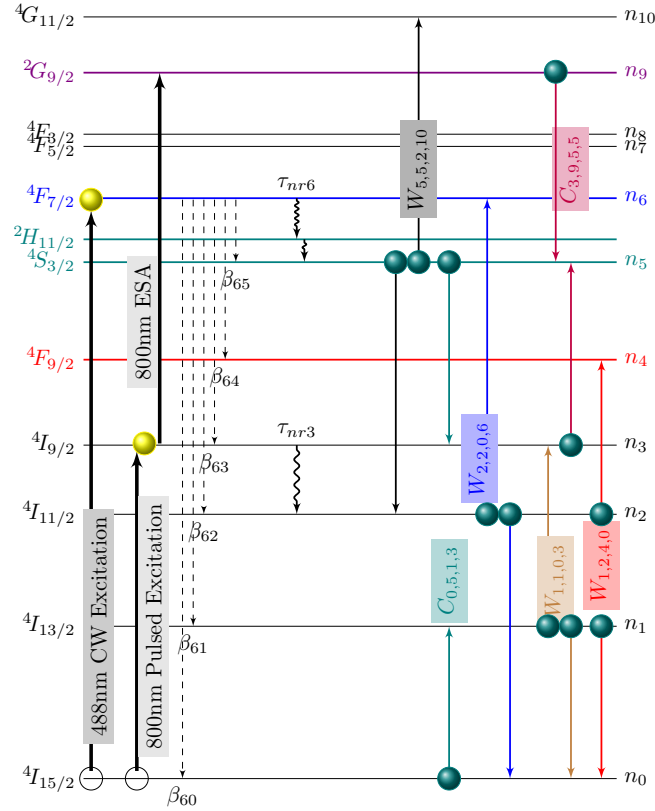 ⁴G₁₁/₂ n₁₀
²G₉/₂ n₉
⁴F₃/₂ n₈
⁴F₅/₂ n₇
⁴F₇/₂ n₆
²H₁₁/₂
⁴S₃/₂ n₅
⁴F₉/₂ n₄
⁴I₉/₂ n₃
⁴I₁₁/₂ n₂
⁴I₁₃/₂ n₁
⁴I₁₅/₂ n₀
488nm CW Excitation
800nm Pulsed Excitation
800nm ESA
τₙᵣ₆
τₙᵣ₃
β₆₅
β₆₄
β₆₃
β₆₂
β₆₁
β₆₀
W₅,₅,₂,₁₀
C₃,₉,₅,₅
W₂,₂,₀,₆
C₀,₅,₁,₃
W₁,₁,₀,₃
W₁,₂,₄,₀